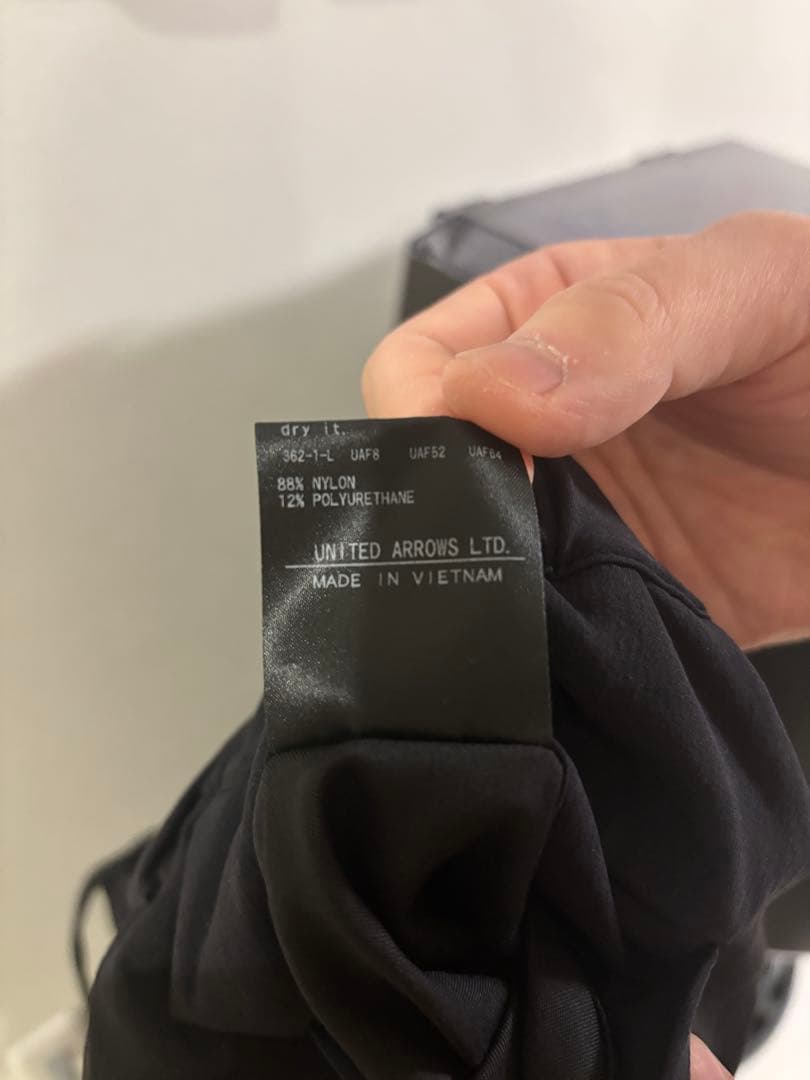 dry it.
362-1-L UAF8 UAF52 UAF64
88% NYLON
12% POLYURETHANE
UNITED ARROWS LTD.
MADE IN VIETNAM